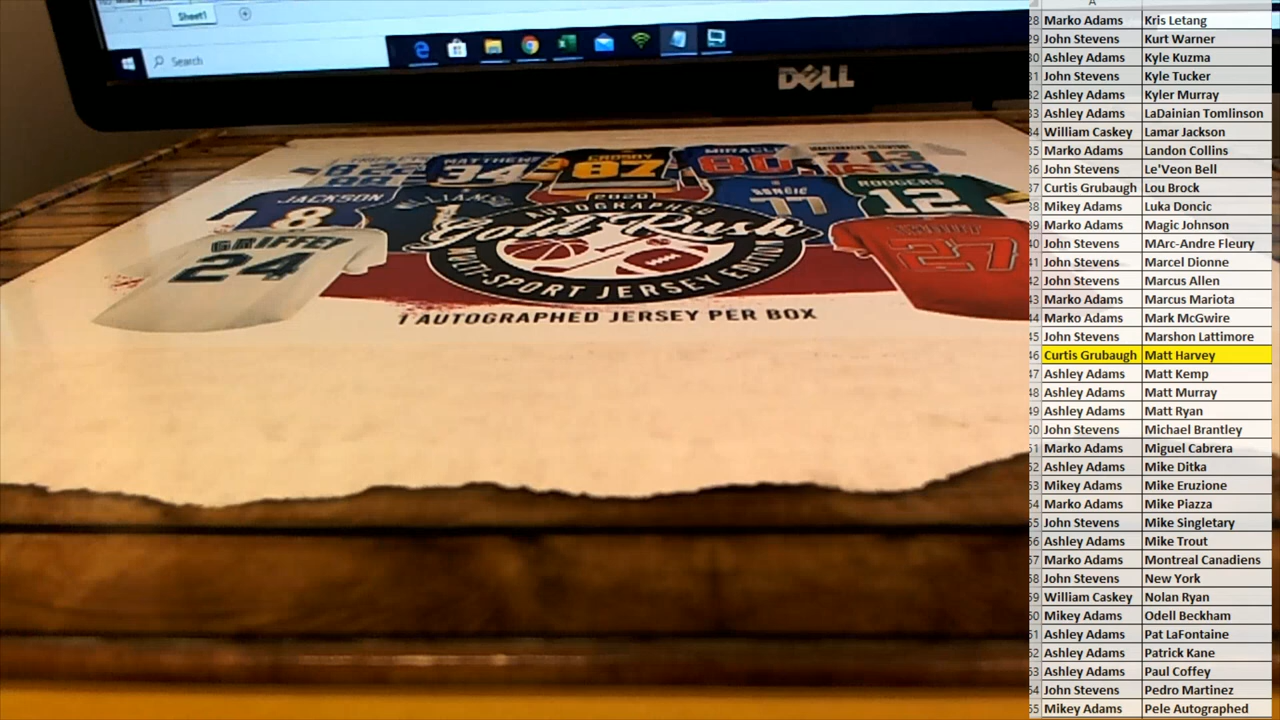 Sheet1
Search
DELL
MATTHEWS
34
CROSBY
87
MIRACLE
80
JACKSON
8
WILLIAMS
77
RODGERS
12
GRIFFEY
24
TROUT
27
2020
AUTOGRAPHED
Gold Rush
MULTI-SPORT JERSEY EDITION
1 AUTOGRAPHED JERSEY PER BOX
A
28 Marko Adams Kris Letang
29 John Stevens Kurt Warner
30 Ashley Adams Kyle Kuzma
31 John Stevens Kyle Tucker
32 Ashley Adams Kyler Murray
33 Ashley Adams LaDainian Tomlinson
34 William Caskey Lamar Jackson
35 Marko Adams Landon Collins
36 John Stevens Le'Veon Bell
37 Curtis Grubaugh Lou Brock
38 Mikey Adams Luka Doncic
39 Marko Adams Magic Johnson
40 John Stevens MArc-Andre Fleury
41 John Stevens Marcel Dionne
42 John Stevens Marcus Allen
43 Marko Adams Marcus Mariota
44 Marko Adams Mark McGwire
45 John Stevens Marshon Lattimore
46 Curtis Grubaugh Matt Harvey
47 Ashley Adams Matt Kemp
48 Ashley Adams Matt Murray
49 Ashley Adams Matt Ryan
50 John Stevens Michael Brantley
51 Marko Adams Miguel Cabrera
52 Ashley Adams Mike Ditka
53 Mikey Adams Mike Eruzione
54 Marko Adams Mike Piazza
55 John Stevens Mike Singletary
56 Ashley Adams Mike Trout
57 Marko Adams Montreal Canadiens
58 John Stevens New York
59 William Caskey Nolan Ryan
60 Mikey Adams Odell Beckham
61 Ashley Adams Pat LaFontaine
62 Ashley Adams Patrick Kane
63 Ashley Adams Paul Coffey
64 John Stevens Pedro Martinez
65 Mikey Adams Pele Autographed